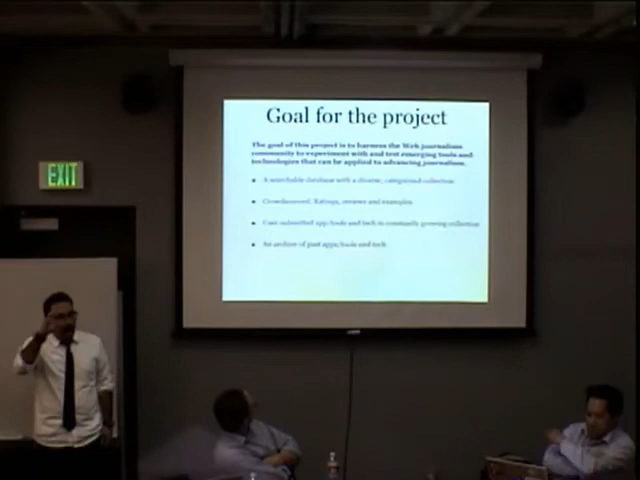 Goal for the project
The goal of this project is to harness the Web journalism
community to experiment with and test emerging tools and
technologies that can be applied to advancing journalism.
A searchable database with a diverse, categorized collection
Crowdsourced: Ratings, reviews and examples
User submitted app/tools and tech in constantly growing collection
An archive of past apps/tools and tech
EXIT